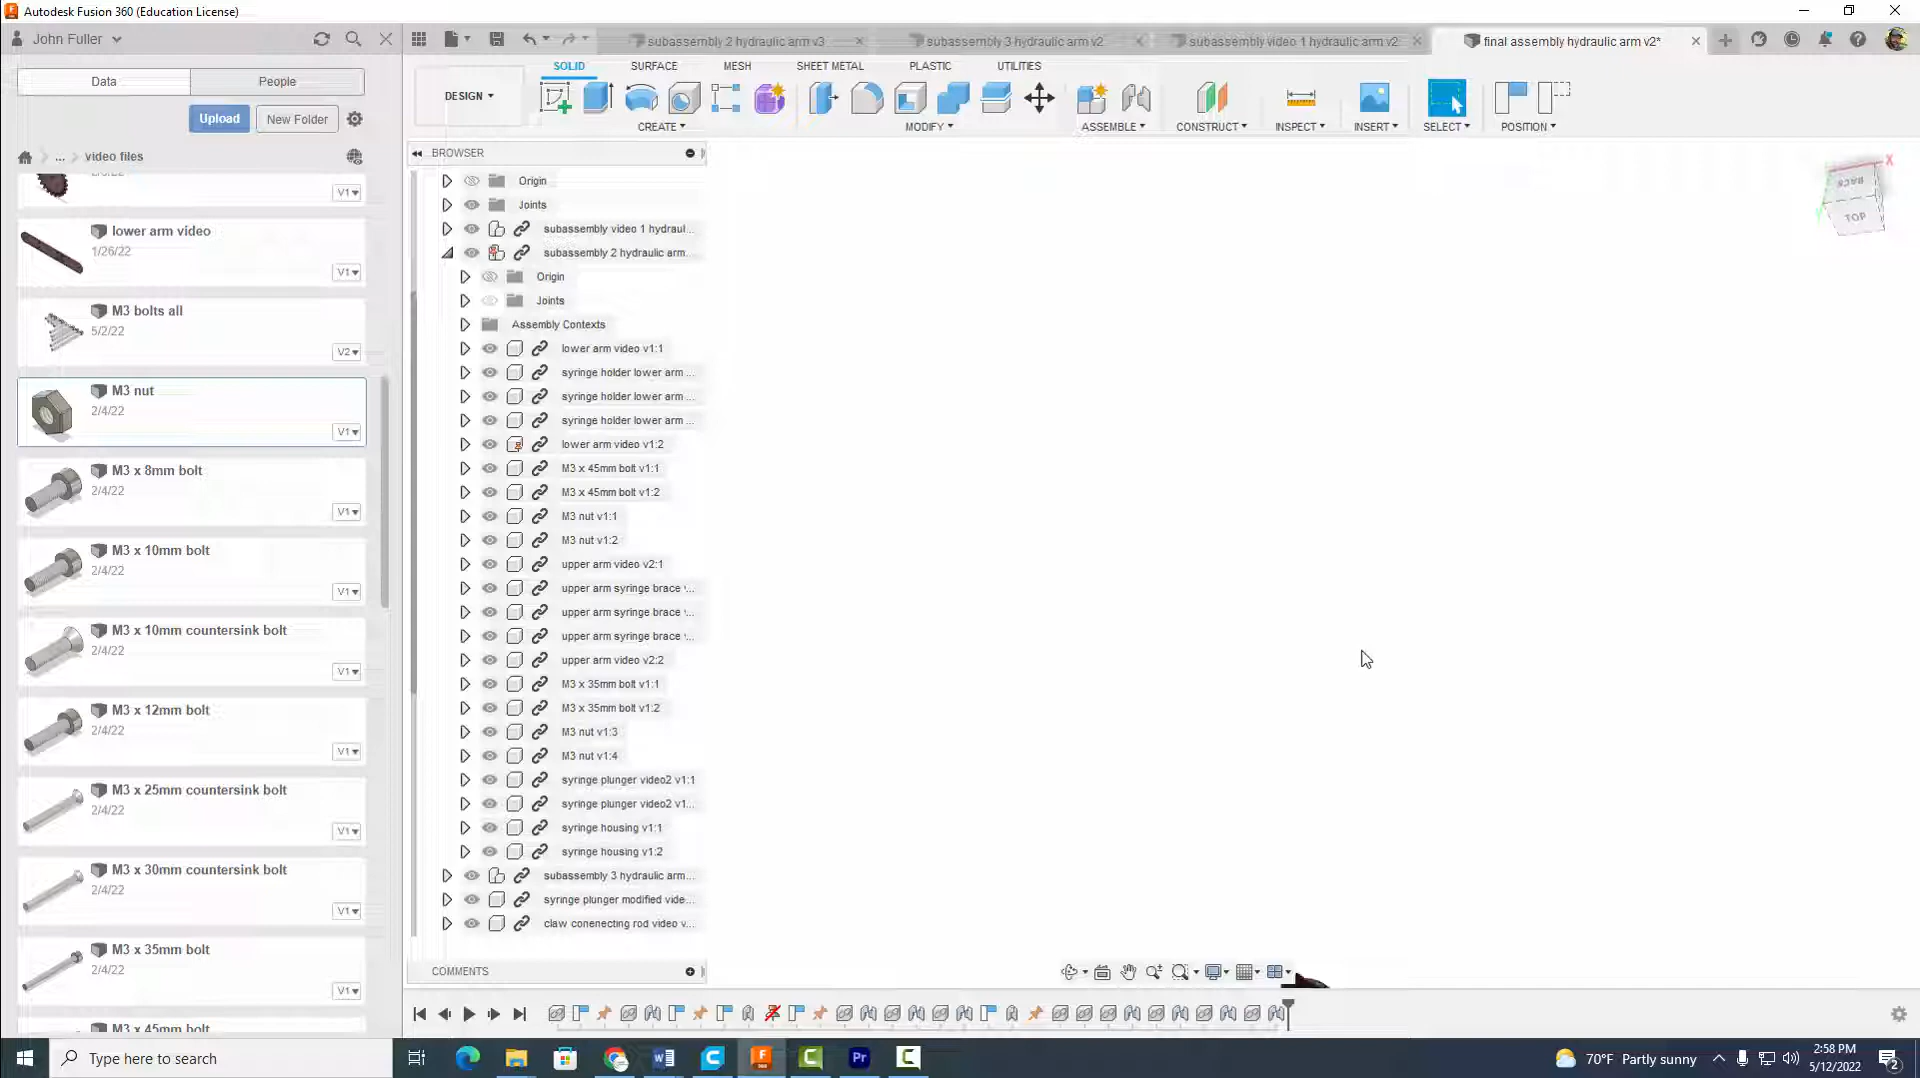 Autodesk Fusion 360 (Education License)
John Fuller
subassembly 2 hydraulic arm v3
subassembly 3 hydraulic arm v2
subassembly video 1 hydraulic arm v2
final assembly hydraulic arm v2*
Data
People
Upload
New Folder
... video files
DESIGN
SOLID
SURFACE
MESH
SHEET METAL
PLASTIC
UTILITIES
CREATE
MODIFY
ASSEMBLE
CONSTRUCT
INSPECT
INSERT
SELECT
POSITION
BROWSER
V1
lower arm video
1/26/22
V1
M3 bolts all
5/2/22
V2
M3 nut
2/4/22
V1
M3 x 8mm bolt
2/4/22
V1
M3 x 10mm bolt
2/4/22
V1
M3 x 10mm countersink bolt
2/4/22
V1
M3 x 12mm bolt
2/4/22
V1
M3 x 25mm countersink bolt
2/4/22
V1
M3 x 30mm countersink bolt
2/4/22
V1
M3 x 35mm bolt
2/4/22
V1
M3 x 45mm bolt
Origin
Joints
subassembly video 1 hydraul...
subassembly 2 hydraulic arm...
Origin
Joints
Assembly Contexts
lower arm video v1:1
syringe holder lower arm ...
syringe holder lower arm ...
syringe holder lower arm ...
lower arm video v1:2
M3 x 45mm bolt v1:1
M3 x 45mm bolt v1:2
M3 nut v1:1
M3 nut v1:2
upper arm video v2:1
upper arm syringe brace v...
upper arm syringe brace v...
upper arm syringe brace v...
upper arm video v2:2
M3 x 35mm bolt v1:1
M3 x 35mm bolt v1:2
M3 nut v1:3
M3 nut v1:4
syringe plunger video2 v1:1
syringe plunger video2 v1...
syringe housing v1:1
syringe housing v1:2
subassembly 3 hydraulic arm...
syringe plunger modified vide...
claw conenecting rod video v...
COMMENTS
X
BACK
TOP
Type here to search
70°F Partly sunny
2:58 PM
5/12/2022
2